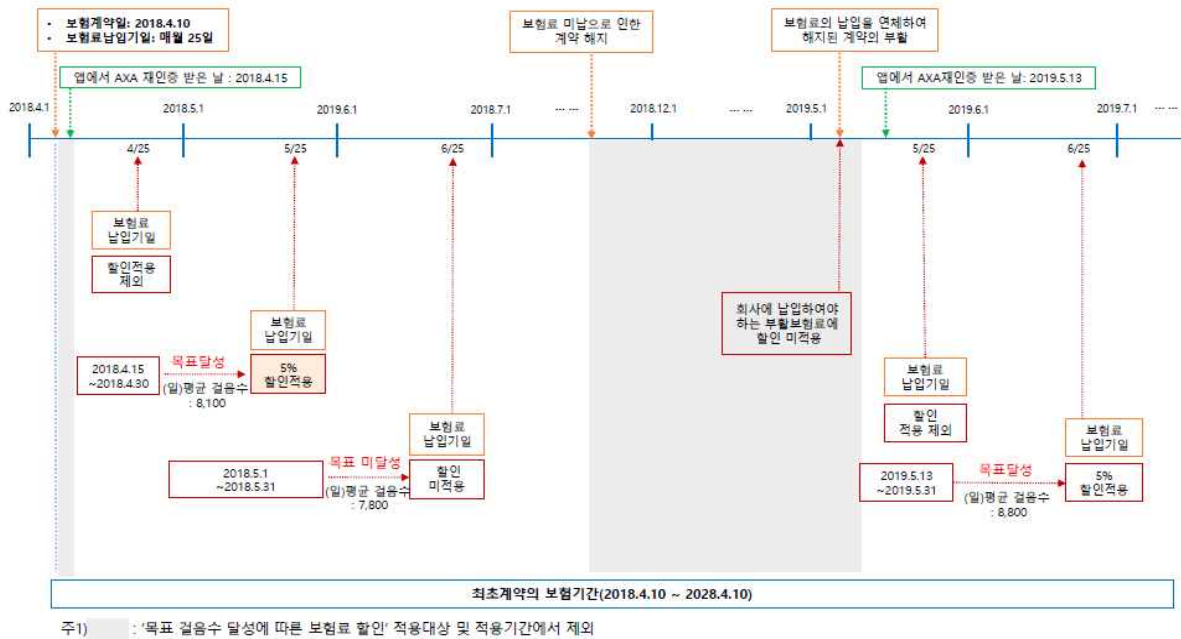 • 보험계약일: 2018.4.10
• 보험료납입기일: 매월 25일
보험료 미납으로 인한
계약 해지
보험료의 납입을 연체하여
해지된 계약의 부활
앱에서 AXA 재인증 받은 날 : 2018.4.15
앱에서 AXA재인증 받은 날: 2019.5.13
2018.4.1
2018.5.1
2019.6.1
2018.7.1
... ...
2018.12.1
... ...
2019.5.1
2019.6.1
2019.7.1
... ...
4/25
5/25
6/25
5/25
6/25
보험료
납입기일
할인적용
제외
보험료
납입기일
5%
할인적용
2018.4.15
~2018.4.30
목표달성
(일)평균 걸음수
: 8,100
보험료
납입기일
할인
미적용
2018.5.1
~2018.5.31
목표 미달성
(일)평균 걸음수
: 7,800
회사에 납입하여야
하는 부활보험료에
할인 미적용
보험료
납입기일
할인
적용 제외
보험료
납입기일
5%
할인적용
2019.5.13
~2019.5.31
목표달성
(일)평균 걸음수
: 8,800
최초계약의 보험기간(2018.4.10 ~ 2028.4.10)
주1) : '목표 걸음수 달성에 따른 보험료 할인' 적용대상 및 적용기간에서 제외